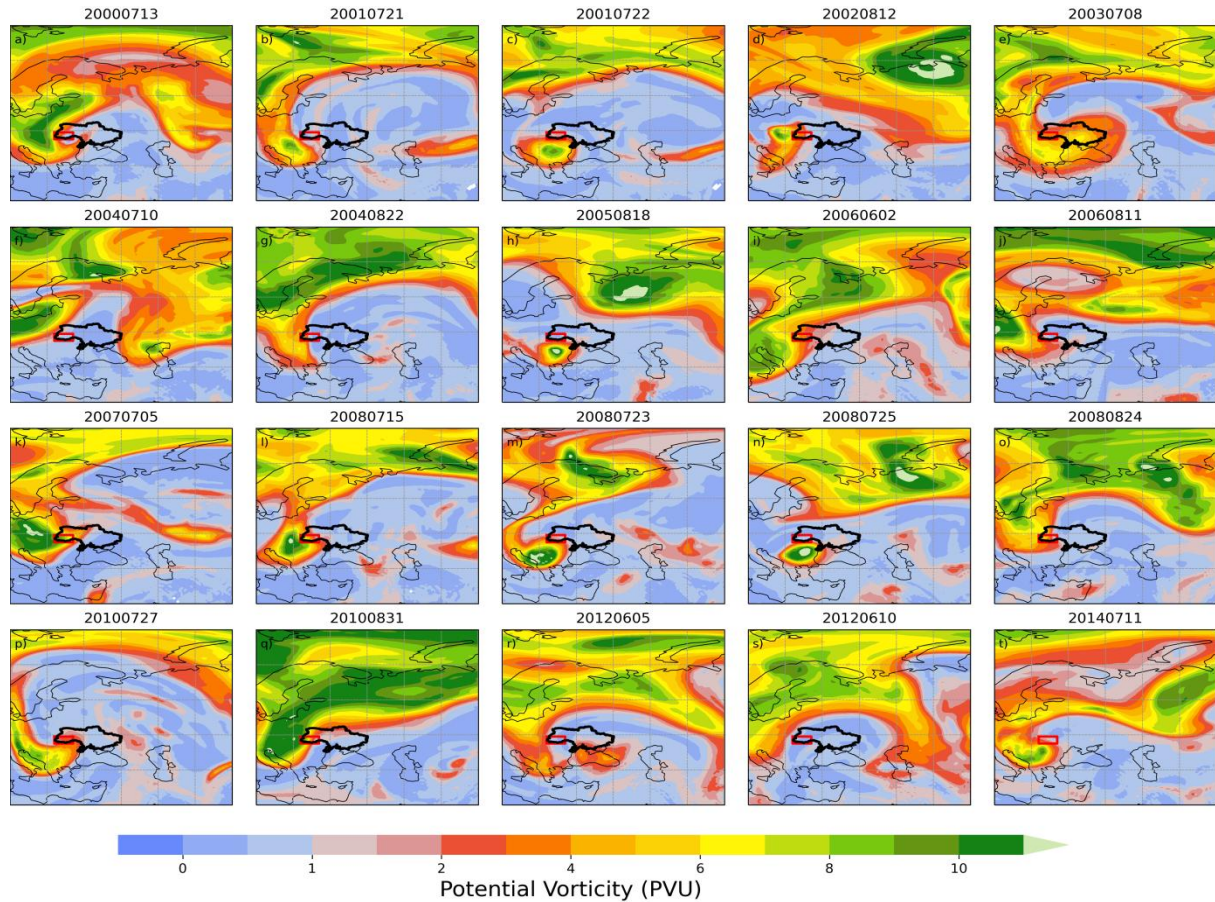 20000713 20010721 20010722 20020812 20030708
a) b) c) d) e)
20040710 20040822 20050818 20060602 20060811
f) g) h) i) j)
20070705 20080715 20080723 20080725 20080824
k) l) m) n) o)
20100727 20100831 20120605 20120610 20140711
p) q) r) s) t)
0 1 2 4 6 8 10
Potential Vorticity (PVU)